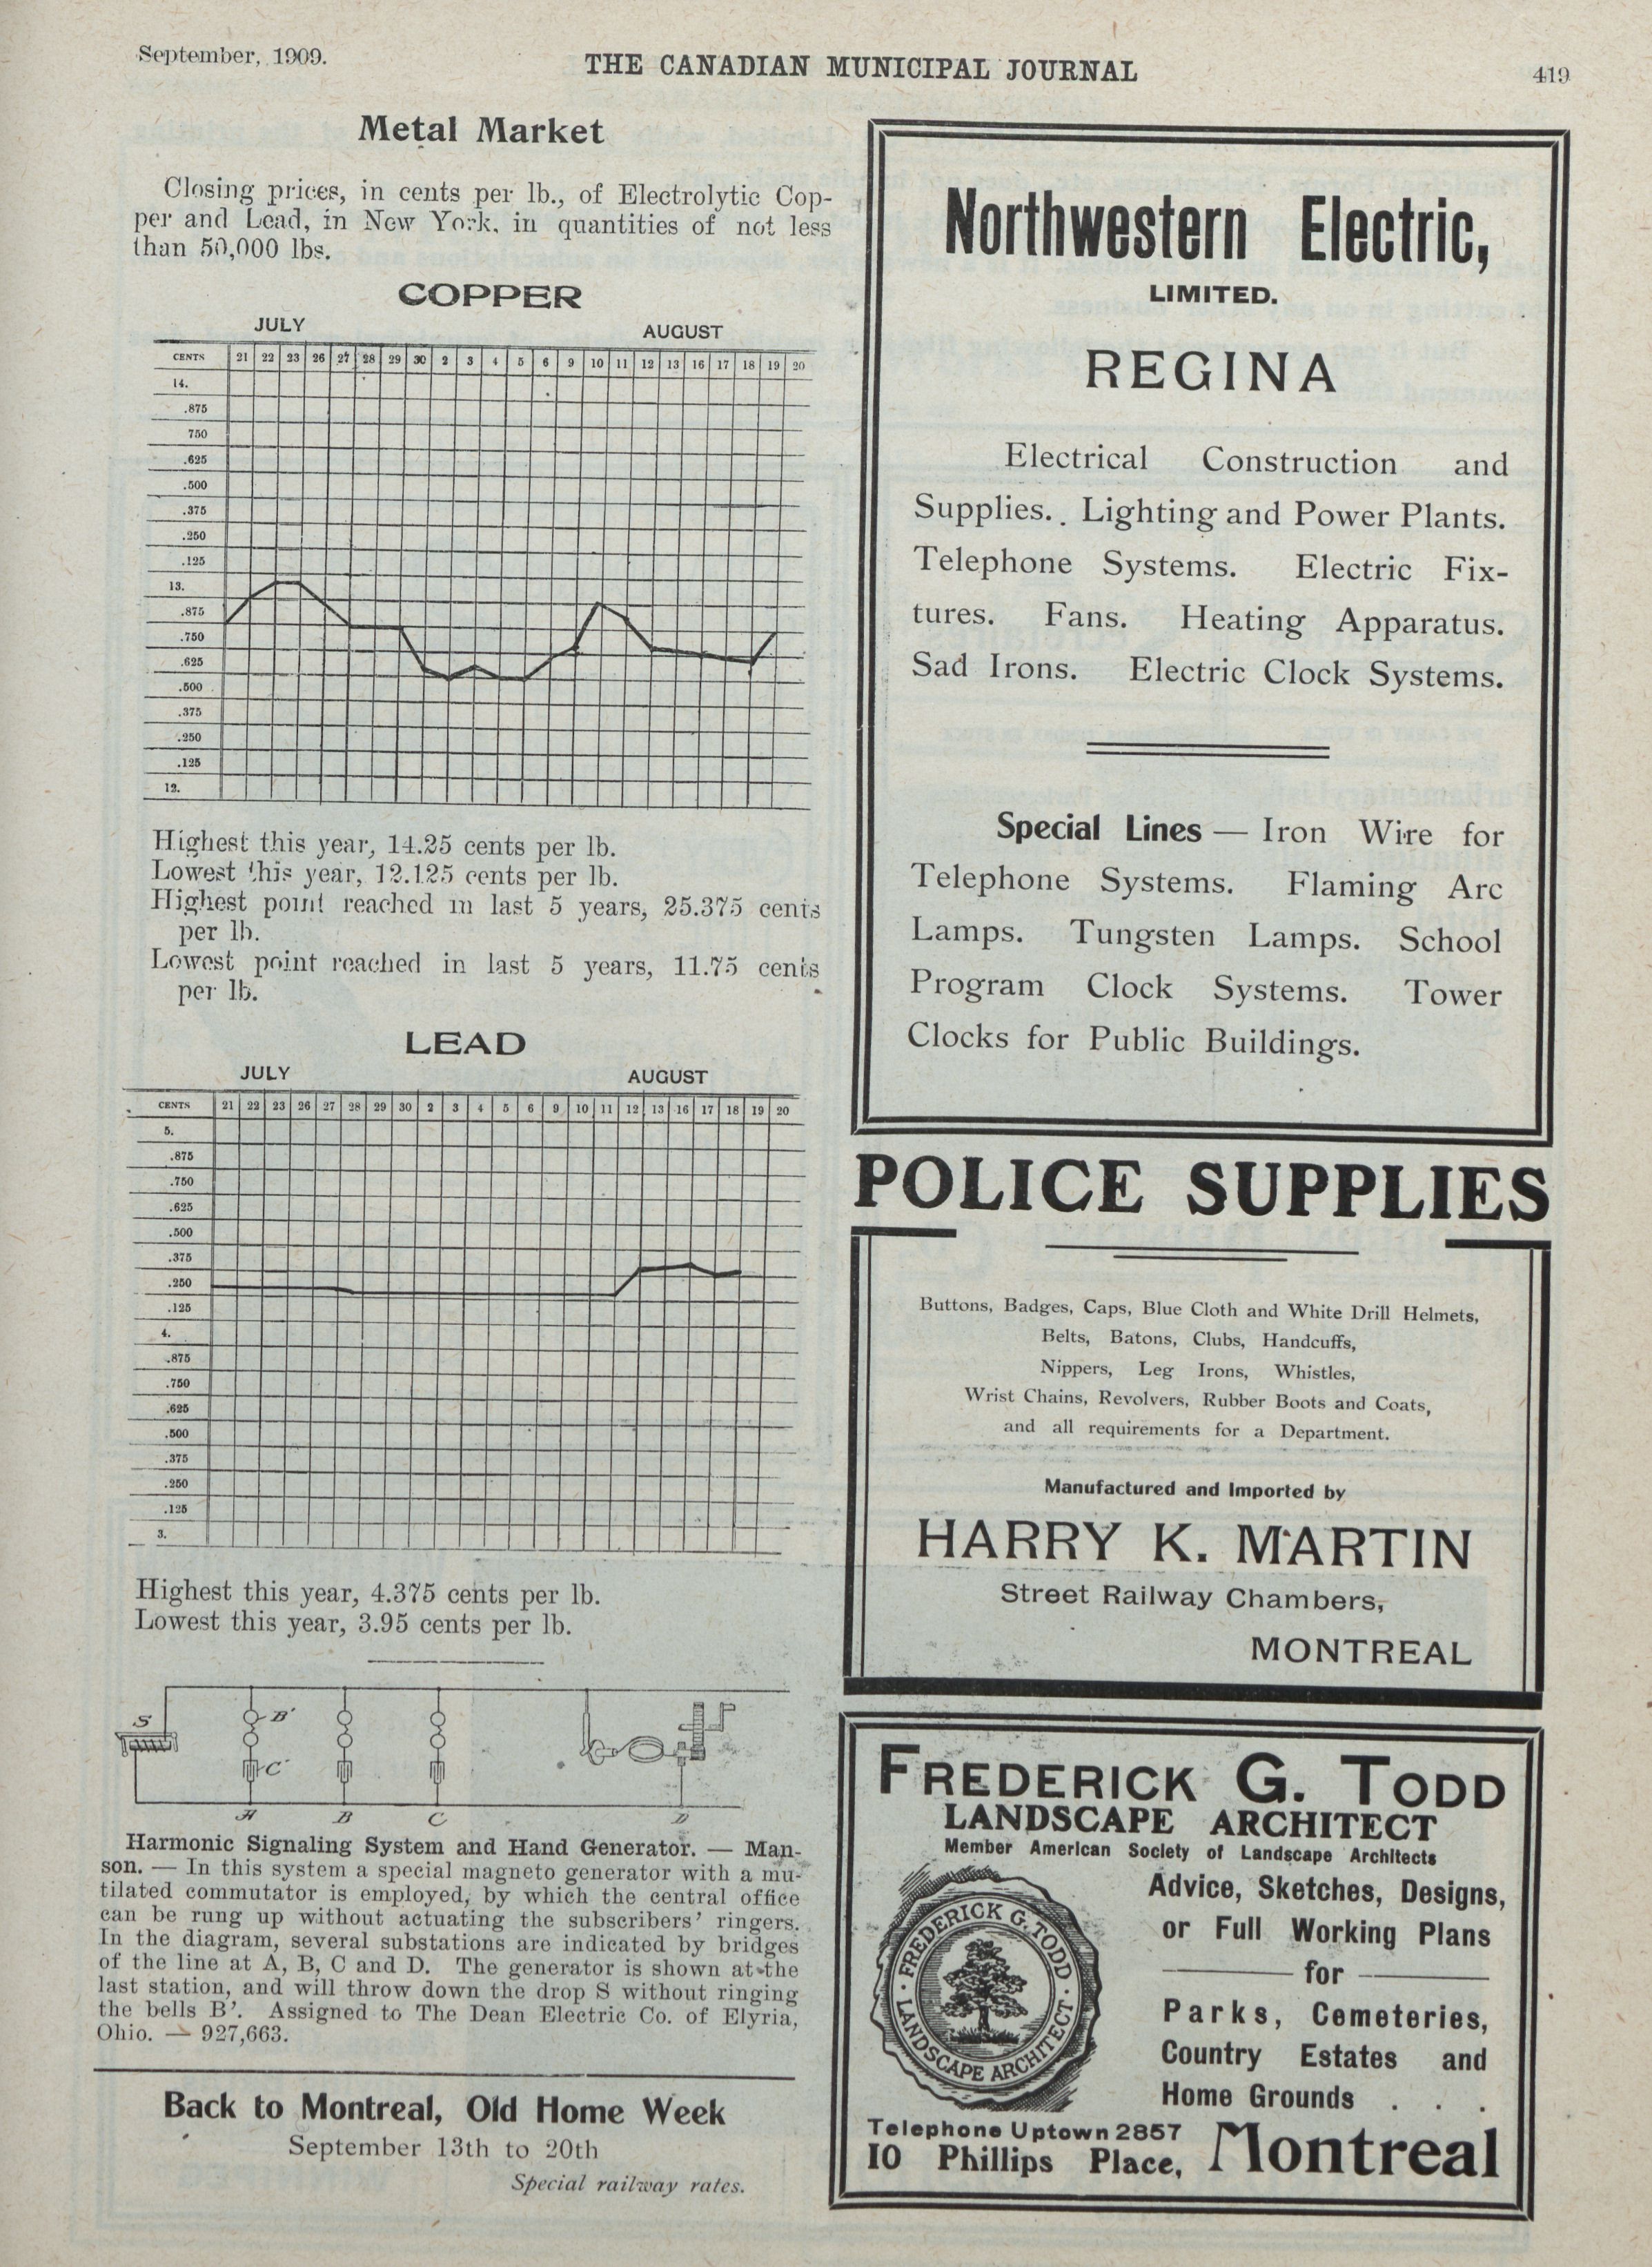 September, 1909.
THE CANADIAN MUNICIPAL JOURNAL
419
Metal Market
Closing prices, in cents per lb., of Electrolytic Cop-
per and Lead, in New York, in quantities of not less
than 50,000 lbs.
COPPER
JULY
AUGUST
CENTS 21 22 23 26 27 28 29 30 2 3 4 5 6 9 10 11 12 13 16 17 18 19 20
14.
.875
750
.625
.500
.375
.250
.125
13.
.875
.750
.625
.500
.375
.250
.125
12.
Highest this year, 14.25 cents per lb.
Lowest this year, 12.125 cents per lb.
Highest point reached in last 5 years, 25.375 cents
per lb.
Lowest point reached in last 5 years, 11.75 cents
per lb.
LEAD
JULY
AUGUST
CENTS 21 22 23 26 27 28 29 30 2 3 4 5 6 9 10 11 12 13 16 17 18 19 20
5.
.875
.750
.625
.500
.375
.250
.125
4.
.875
.750
.625
.500
.375
.250
.125
3.
Highest this year, 4.375 cents per lb.
Lowest this year, 3.95 cents per lb.
S
B'
C'
A
B
C
D
Harmonic Signaling System and Hand Generator. — Man-
son. — In this system a special magneto generator with a mu-
tilated commutator is employed, by which the central office
can be rung up without actuating the subscribers' ringers.
In the diagram, several substations are indicated by bridges
of the line at A, B, C and D. The generator is shown at the
last station, and will throw down the drop S without ringing
the bells B'. Assigned to The Dean Electric Co. of Elyria,
Ohio. — 927,663.
Back to Montreal, Old Home Week
September 13th to 20th
Special railway rates.
Northwestern Electric,
LIMITED.
REGINA
Electrical Construction and
Supplies. . Lighting and Power Plants.
Telephone Systems. Electric Fix-
tures. Fans. Heating Apparatus.
Sad Irons. Electric Clock Systems.
Special Lines — Iron Wire for
Telephone Systems. Flaming Arc
Lamps. Tungsten Lamps. School
Program Clock Systems. Tower
Clocks for Public Buildings.
POLICE SUPPLIES
Buttons, Badges, Caps, Blue Cloth and White Drill Helmets,
Belts, Batons, Clubs, Handcuffs,
Nippers, Leg Irons, Whistles,
Wrist Chains, Revolvers, Rubber Boots and Coats,
and all requirements for a Department.
Manufactured and Imported by
HARRY K. MARTIN
Street Railway Chambers,
MONTREAL
FREDERICK G. TODD
LANDSCAPE ARCHITECT
Member American Society of Landscape Architects
· FREDERICK G. TODD ·
LANDSCAPE ARCHITECT
Advice, Sketches, Designs,
or Full Working Plans
for
Parks, Cemeteries,
Country Estates and
Home Grounds . . .
Telephone Uptown 2857
10 Phillips Place, Montreal